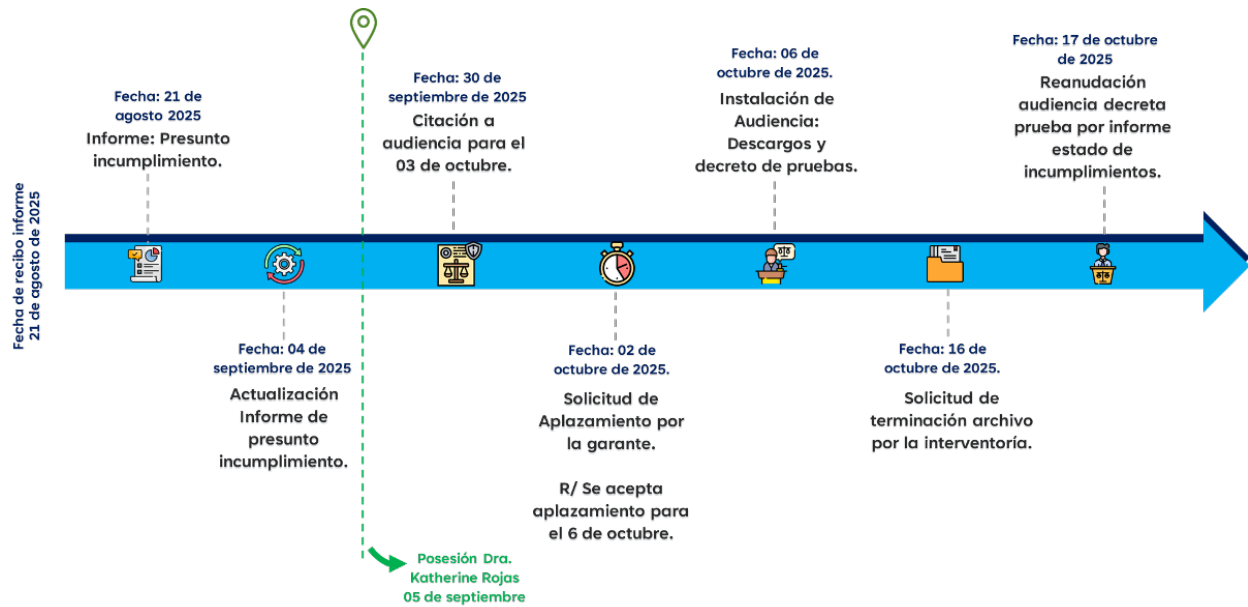 Fecha de recibo informe
21 de agosto de 2025
Fecha: 21 de
agosto 2025
Informe: Presunto
incumplimiento.
Fecha: 04 de
septiembre de 2025
Actualización
Informe de
presunto
incumplimiento.
Posesión Dra.
Katherine Rojas
05 de septiembre
Fecha: 30 de
septiembre de 2025
Citación a
audiencia para el
03 de octubre.
Fecha: 02 de
octubre de 2025.
Solicitud de
Aplazamiento por
la garante.
R/ Se acepta
aplazamiento para
el 6 de octubre.
Fecha: 06 de
octubre de 2025.
Instalación de
Audiencia:
Descargos y
decreto de pruebas.
Fecha: 16 de
octubre de 2025.
Solicitud de
terminación archivo
por la interventoría.
Fecha: 17 de octubre
de 2025
Reanudación
audiencia decreta
prueba por informe
estado de
incumplimientos.